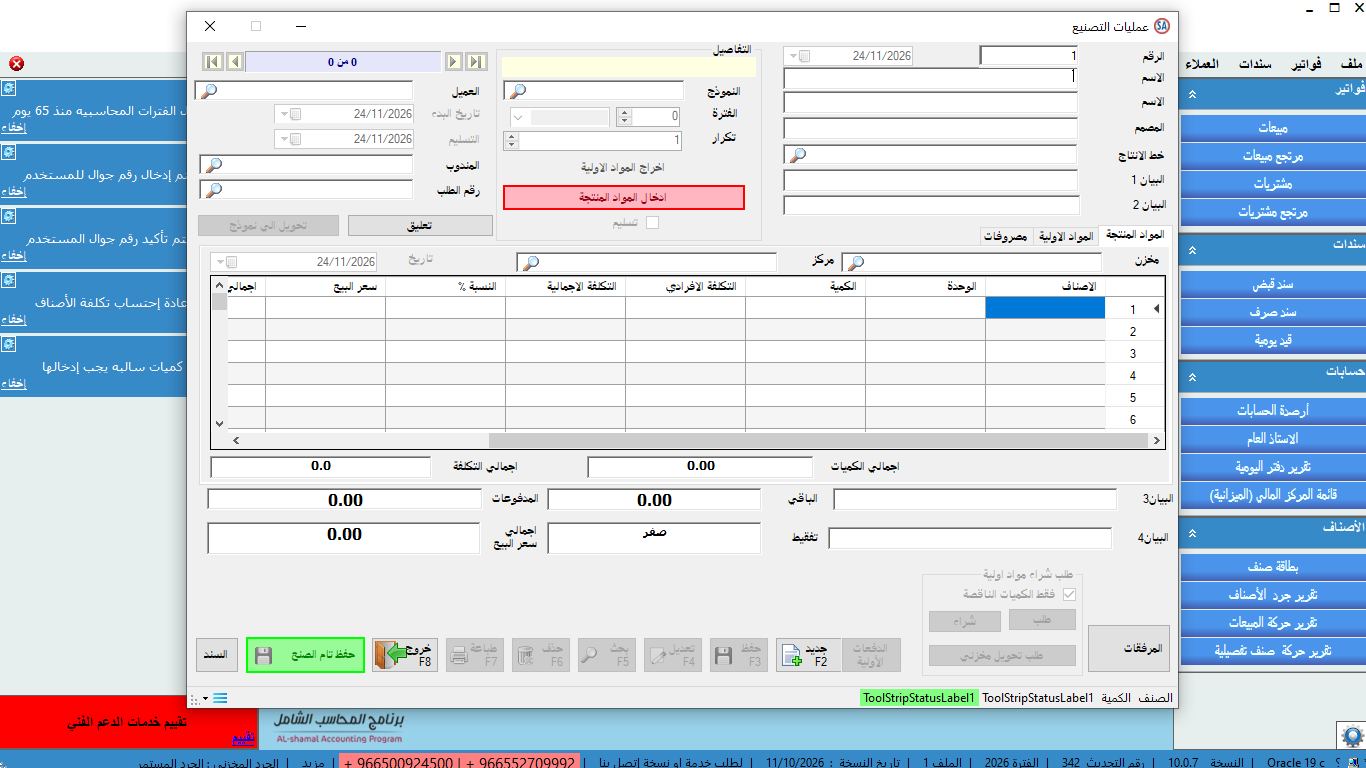 عمليات التصنيع
ملف
فواتير
سندات
العملاء
فواتير
مبيعات
مرتجع مبيعات
مشتريات
مرتجع مشتريات
سندات
سند قبض
سند صرف
قيد يومية
حسابات
أرصدة الحسابات
الاستاذ العام
تقرير دفتر اليومية
قائمة المركز المالي (الميزانية)
الأصناف
بطاقة صنف
تقرير جرد الأصناف
تقرير حركة المبيعات
تقرير حركة صنف تفصيلية
الرقم
1
24/11/2026
الاسم
1
الاسم
المصمم
خط الانتاج
البيان 1
البيان 2
التفاصيل
النموذج
الفترة
0
تكرار
1
اخراج المواد الاولية
ادخال المواد المنتجة
تسليم
0 من 0
العميل
تاريخ البدء
24/11/2026
التسليم
24/11/2026
المندوب
رقم الطلب
تعليق
تحويل الى نموذج
المواد المنتجة
المواد الاولية
مصروفات
مخزن
مركز
تاريخ
24/11/2026
الاصناف
الوحدة
الكمية
التكلفة الافرادي
التكلفة الاجمالية
النسبة %
سعر البيع
اجمالي
1
2
3
4
5
6
اجمالي الكميات
0.00
اجمالي التكلفة
0.0
البيان3
الباقي
0.00
المدفوعات
0.00
البيان4
تفقيط
صفر
اجمالي سعر البيع
0.00
طلب شراء مواد اولية
فقط الكميات الناقصة
طلب
شراء
طلب تحويل مخزني
المرفقات
الدفعات الأولية
جديد F2
حفظ F3
تعديل F4
بحث F5
حذف F6
طباعة F7
خروج F8
حفظ تام الصنع
السند
الصنف
الكمية
ToolStripStatusLabel1
ToolStripStatusLabel1
ل الفترات المحاسبيه منذ 65 يوم
إخفاء
تم إدخال رقم جوال للمستخدم
إخفاء
تم تأكيد رقم جوال المستخدم
إخفاء
عادة إحتساب تكلفة الأصناف
إخفاء
كميات سالبه يجب إدخالها
إخفاء
تقييم خدمات الدعم الفني
تقييم
برنامج المحاسب الشامل
AL-shamal Accounting Program
؟ | Oracle 19 c | النسخة 10.0.7 | رقم التحديث 342 | الفترة 2026 | الملف 1 | تاريخ النسخة : 11/10/2026 | لطلب خدمة او نسخة إتصل بنا | + 966500924500 | + 966552709992 | مزيد | الجرد المخزني : الجرد المستمر